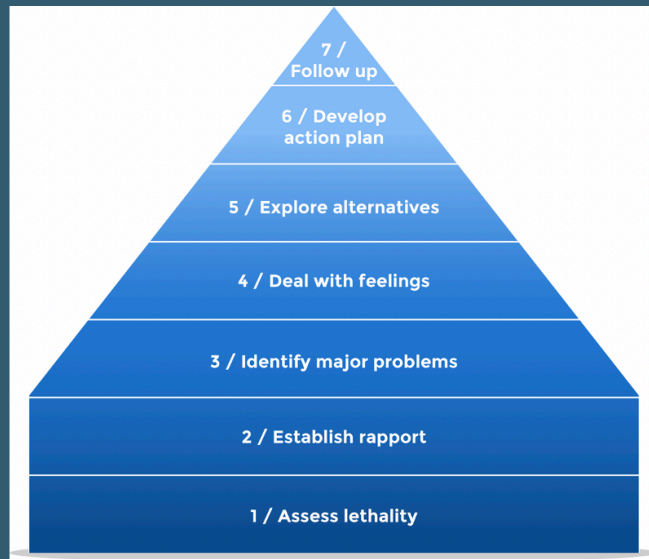 7 /
Follow up
6 / Develop
action plan
5 / Explore alternatives
4 / Deal with feelings
3 / Identify major problems
2 / Establish rapport
1 / Assess lethality